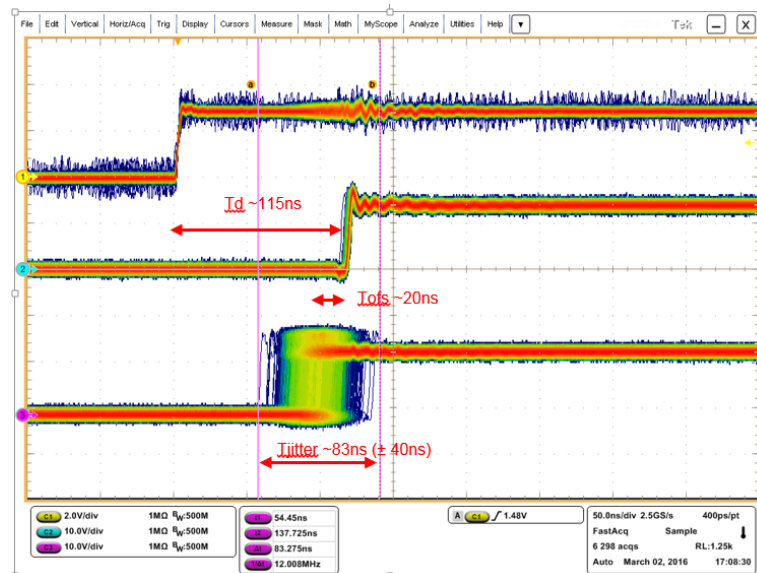 File Edit Vertical Horiz/Acq Trig Display Cursors Measure Mask Math MyScope Analyze Utilities Help Tek X
a b
1
Td ~115ns
2
Tofs ~20ns
3
Tjitter ~83ns (± 40ns)
C1 2.0V/div 1MΩ BW:500M
C2 10.0V/div 1MΩ BW:500M
C3 10.0V/div 1MΩ BW:500M
t1 54.45ns
t2 137.725ns
Δt 83.275ns
1/Δt 12.008MHz
A C1 1.48V
50.0ns/div 2.5GS/s 400ps/pt
FastAcq Sample
6 298 acqs RL:1.25k
Auto March 02, 2016 17:08:30